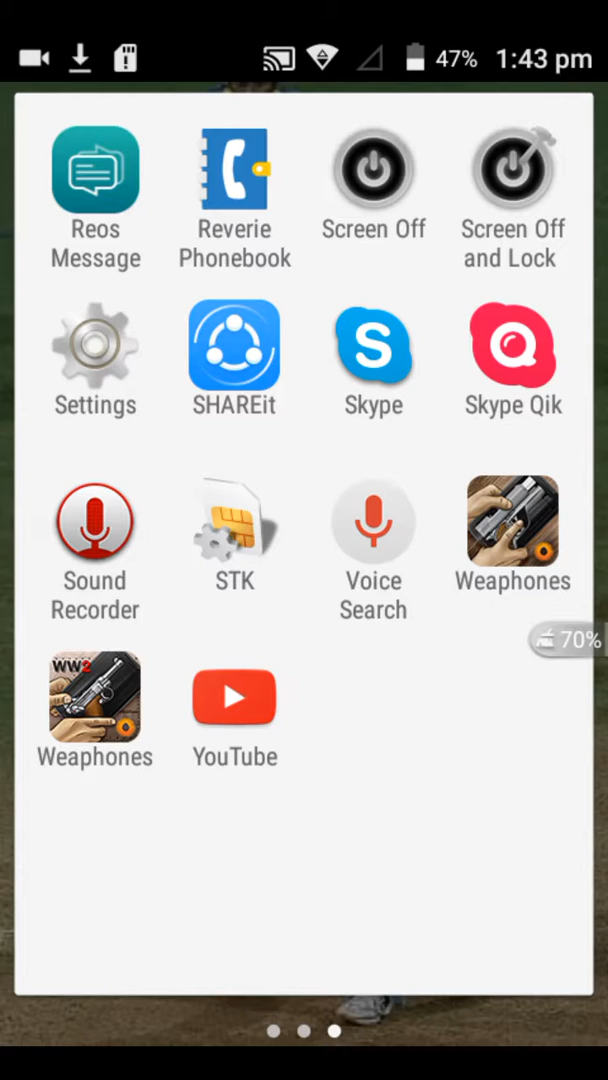 47% 1:43 pm
Reos
Message
Reverie
Phonebook
Screen Off
Screen Off
and Lock
Settings
SHAREit
S
Skype
Skype Qik
Sound
Recorder
STK
Voice
Search
Weaphones
70%
WW2
Weaphones
YouTube